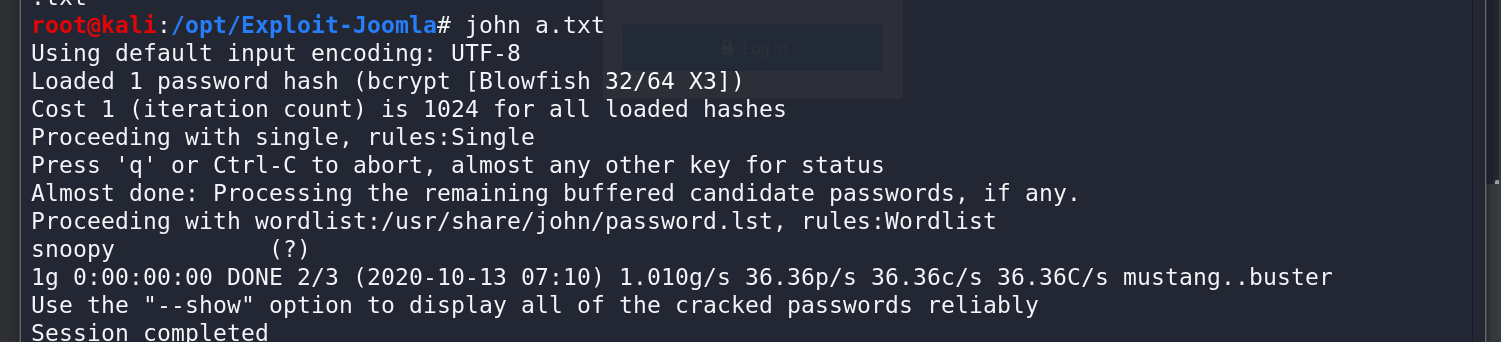 .txt
root@kali:/opt/Exploit-Joomla# john a.txt
Log in
Using default input encoding: UTF-8
Loaded 1 password hash (bcrypt [Blowfish 32/64 X3])
Cost 1 (iteration count) is 1024 for all loaded hashes
Proceeding with single, rules:Single
Press 'q' or Ctrl-C to abort, almost any other key for status
Almost done: Processing the remaining buffered candidate passwords, if any.
Proceeding with wordlist:/usr/share/john/password.lst, rules:Wordlist
snoopy           (?)
1g 0:00:00:00 DONE 2/3 (2020-10-13 07:10) 1.010g/s 36.36p/s 36.36c/s 36.36C/s mustang..buster
Use the "--show" option to display all of the cracked passwords reliably
Session completed